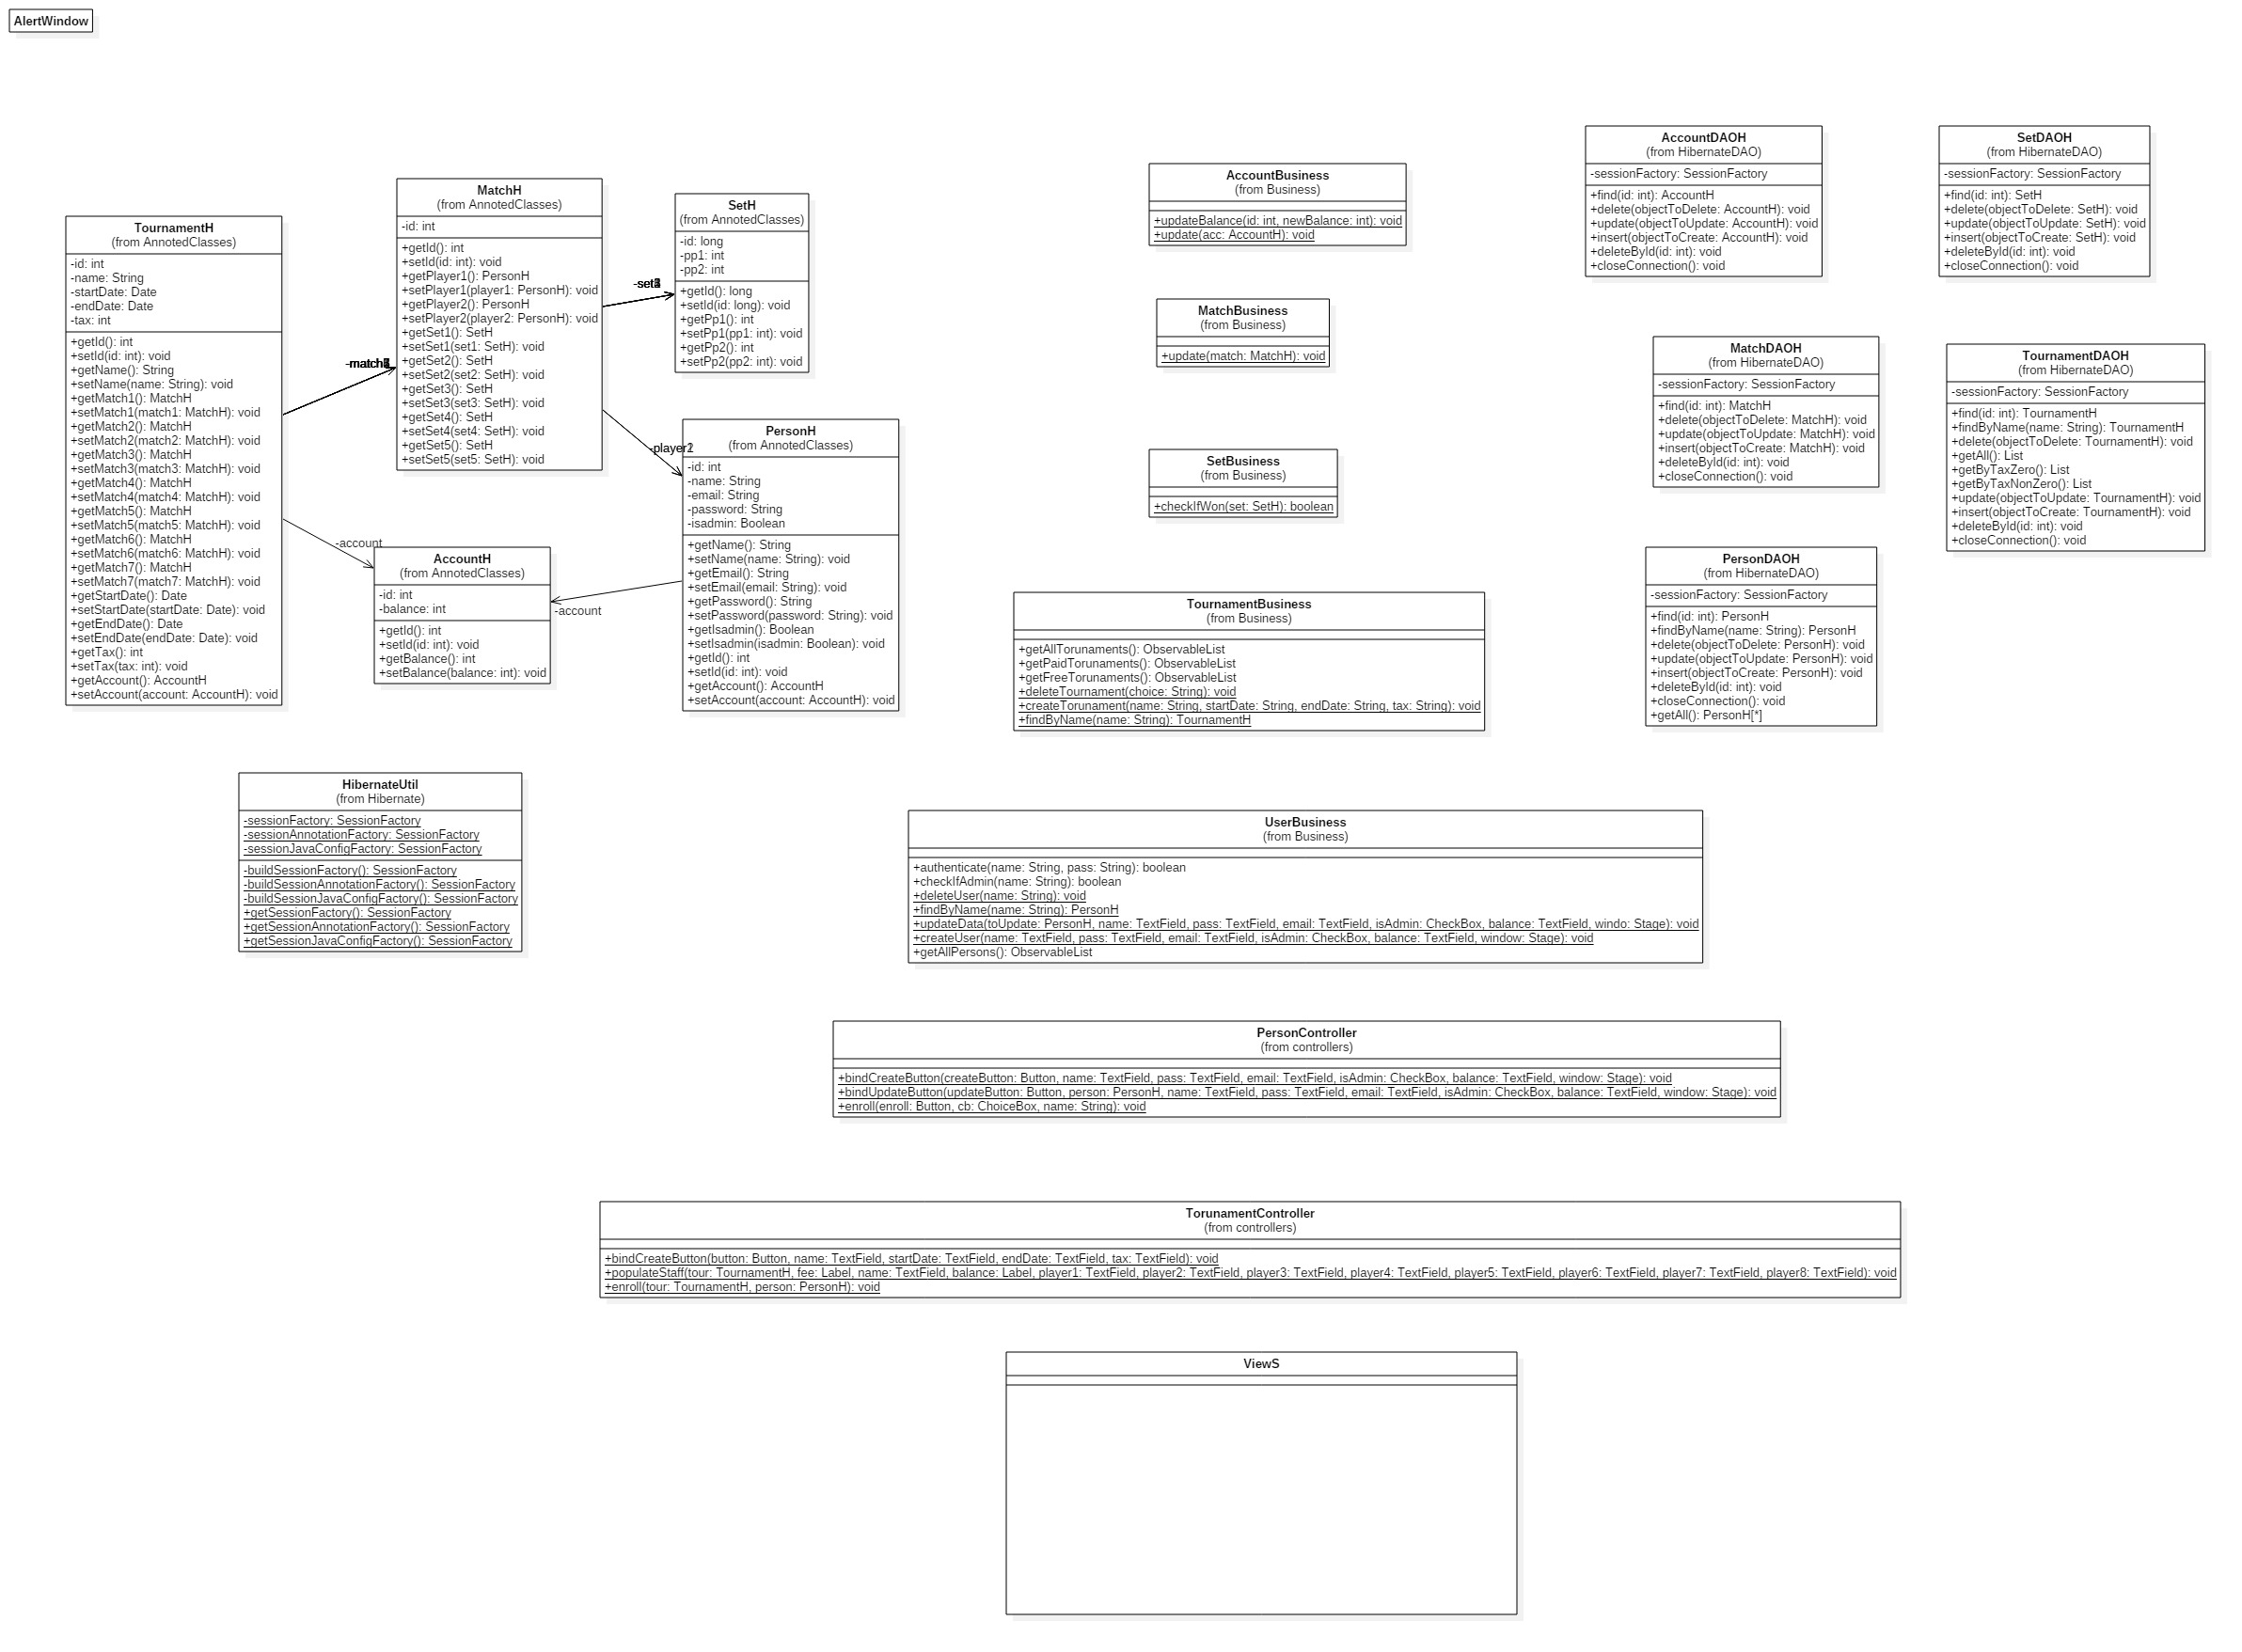 AlertWindow
TournamentH
(from AnnotedClasses)
-id: int
-name: String
-startDate: Date
-endDate: Date
-tax: int
+getId(): int
+setId(id: int): void
+getName(): String
+setName(name: String): void
+getMatch1(): MatchH
+setMatch1(match1: MatchH): void
+getMatch2(): MatchH
+setMatch2(match2: MatchH): void
+getMatch3(): MatchH
+setMatch3(match3: MatchH): void
+getMatch4(): MatchH
+setMatch4(match4: MatchH): void
+getMatch5(): MatchH
+setMatch5(match5: MatchH): void
+getMatch6(): MatchH
+setMatch6(match6: MatchH): void
+getMatch7(): MatchH
+setMatch7(match7: MatchH): void
+getStartDate(): Date
+setStartDate(startDate: Date): void
+getEndDate(): Date
+setEndDate(endDate: Date): void
+getTax(): int
+setTax(tax: int): void
+getAccount(): AccountH
+setAccount(account: AccountH): void
-account
MatchH
(from AnnotedClasses)
-id: int
+getId(): int
+setId(id: int): void
+getPlayer1(): PersonH
+setPlayer1(player1: PersonH): void
+getPlayer2(): PersonH
+setPlayer2(player2: PersonH): void
+getSet1(): SetH
+setSet1(set1: SetH): void
+getSet2(): SetH
+setSet2(set2: SetH): void
+getSet3(): SetH
+setSet3(set3: SetH): void
+getSet4(): SetH
+setSet4(set4: SetH): void
+getSet5(): SetH
+setSet5(set5: SetH): void
SetH
(from AnnotedClasses)
-id: long
-pp1: int
-pp2: int
+getId(): long
+setId(id: long): void
+getPp1(): int
+setPp1(pp1: int): void
+getPp2(): int
+setPp2(pp2: int): void
PersonH
(from AnnotedClasses)
-id: int
-name: String
-email: String
-password: String
-isadmin: Boolean
+getName(): String
+setName(name: String): void
+getEmail(): String
+setEmail(email: String): void
+getPassword(): String
+setPassword(password: String): void
+getIsadmin(): Boolean
+setIsadmin(isadmin: Boolean): void
+getId(): int
+setId(id: int): void
+getAccount(): AccountH
+setAccount(account: AccountH): void
-account
AccountH
(from AnnotedClasses)
-id: int
-balance: int
+getId(): int
+setId(id: int): void
+getBalance(): int
+setBalance(balance: int): void
HibernateUtil
(from Hibernate)
-sessionFactory: SessionFactory
-sessionAnnotationFactory: SessionFactory
-sessionJavaConfigFactory: SessionFactory
-buildSessionFactory(): SessionFactory
-buildSessionAnnotationFactory(): SessionFactory
-buildSessionJavaConfigFactory(): SessionFactory
+getSessionFactory(): SessionFactory
+getSessionAnnotationFactory(): SessionFactory
+getSessionJavaConfigFactory(): SessionFactory
AccountBusiness
(from Business)
+updateBalance(id: int, newBalance: int): void
+update(acc: AccountH): void
MatchBusiness
(from Business)
+update(match: MatchH): void
SetBusiness
(from Business)
+checkIfWon(set: SetH): boolean
TournamentBusiness
(from Business)
+getAllTorunaments(): ObservableList
+getPaidTorunaments(): ObservableList
+getFreeTorunaments(): ObservableList
+deleteTournament(choice: String): void
+createTorunament(name: String, startDate: String, endDate: String, tax: String): void
+findByName(name: String): TournamentH
UserBusiness
(from Business)
+authenticate(name: String, pass: String): boolean
+checkIfAdmin(name: String): boolean
+deleteUser(name: String): void
+findByName(name: String): PersonH
+updateData(toUpdate: PersonH, name: TextField, pass: TextField, email: TextField, isAdmin: CheckBox, balance: TextField, windo: Stage): void
+createUser(name: TextField, pass: TextField, email: TextField, isAdmin: CheckBox, balance: TextField, window: Stage): void
+getAllPersons(): ObservableList
AccountDAOH
(from HibernateDAO)
-sessionFactory: SessionFactory
+find(id: int): AccountH
+delete(objectToDelete: AccountH): void
+update(objectToUpdate: AccountH): void
+insert(objectToCreate: AccountH): void
+deleteById(id: int): void
+closeConnection(): void
SetDAOH
(from HibernateDAO)
-sessionFactory: SessionFactory
+find(id: int): SetH
+delete(objectToDelete: SetH): void
+update(objectToUpdate: SetH): void
+insert(objectToCreate: SetH): void
+deleteById(id: int): void
+closeConnection(): void
MatchDAOH
(from HibernateDAO)
-sessionFactory: SessionFactory
+find(id: int): MatchH
+delete(objectToDelete: MatchH): void
+update(objectToUpdate: MatchH): void
+insert(objectToCreate: MatchH): void
+deleteById(id: int): void
+closeConnection(): void
TournamentDAOH
(from HibernateDAO)
-sessionFactory: SessionFactory
+find(id: int): TournamentH
+findByName(name: String): TournamentH
+delete(objectToDelete: TournamentH): void
+getAll(): List
+getByTaxZero(): List
+getByTaxNonZero(): List
+update(objectToUpdate: TournamentH): void
+insert(objectToCreate: TournamentH): void
+deleteById(id: int): void
+closeConnection(): void
PersonDAOH
(from HibernateDAO)
-sessionFactory: SessionFactory
+find(id: int): PersonH
+findByName(name: String): PersonH
+delete(objectToDelete: PersonH): void
+update(objectToUpdate: PersonH): void
+insert(objectToCreate: PersonH): void
+deleteById(id: int): void
+closeConnection(): void
+getAll(): PersonH[*]
PersonController
(from controllers)
+bindCreateButton(createButton: Button, name: TextField, pass: TextField, email: TextField, isAdmin: CheckBox, balance: TextField, window: Stage): void
+bindUpdateButton(updateButton: Button, person: PersonH, name: TextField, pass: TextField, email: TextField, isAdmin: CheckBox, balance: TextField, window: Stage): void
+enroll(enroll: Button, cb: ChoiceBox, name: String): void
TorunamentController
(from controllers)
+bindCreateButton(button: Button, name: TextField, startDate: TextField, endDate: TextField, tax: TextField): void
+populateStaff(tour: TournamentH, fee: Label, name: TextField, balance: Label, player1: TextField, player2: TextField, player3: TextField, player4: TextField, player5: TextField, player6: TextField, player7: TextField, player8: TextField): void
+enroll(tour: TournamentH, person: PersonH): void
ViewS